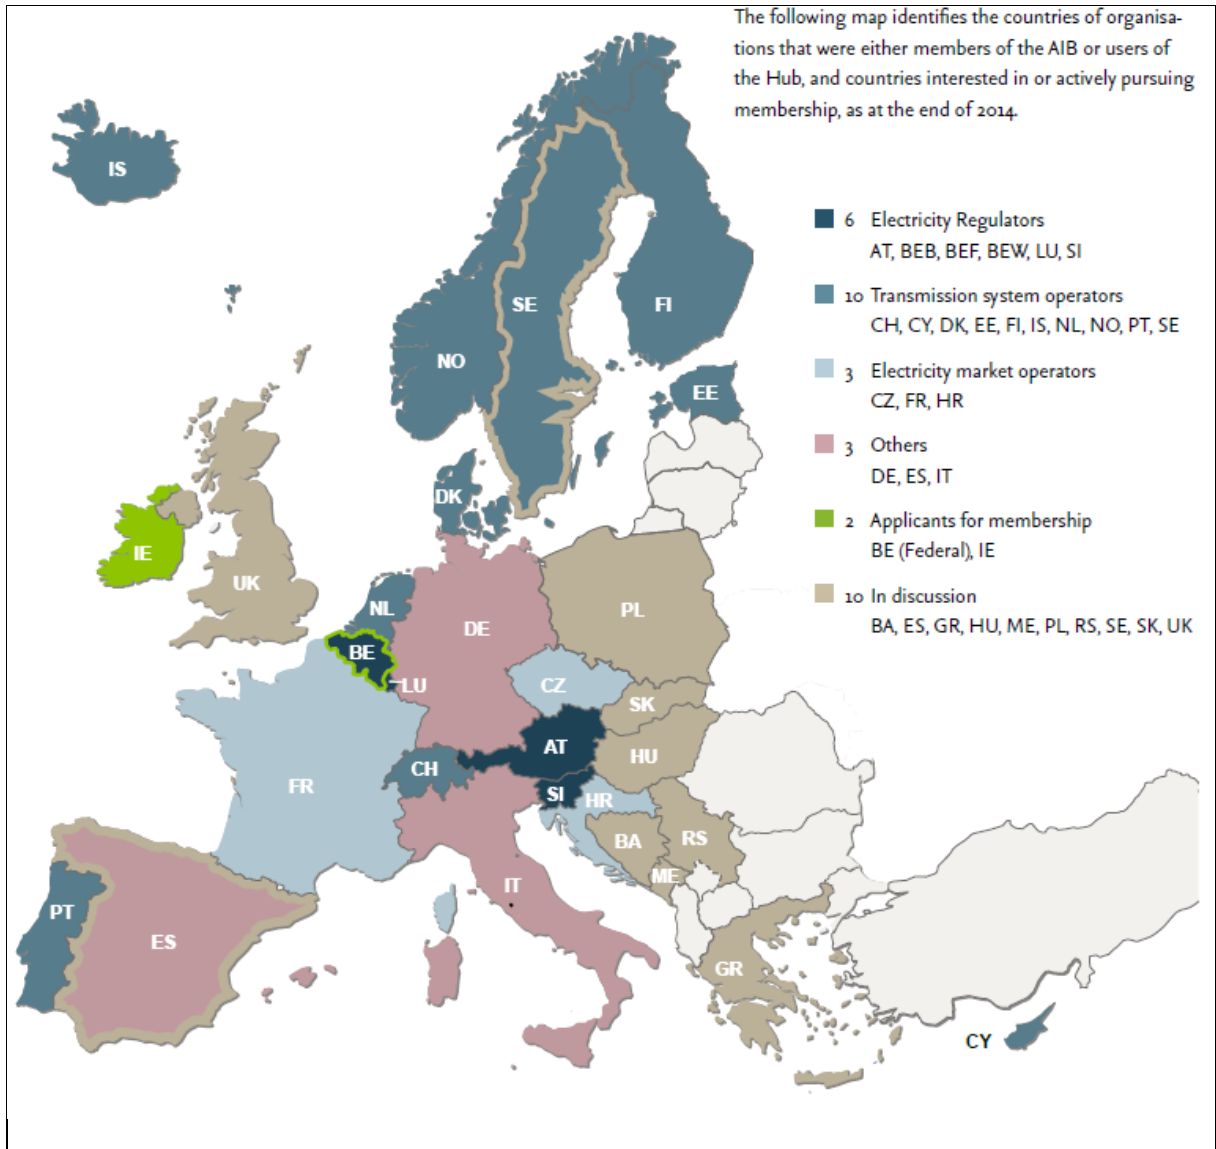 The following map identifies the countries of organisa-
tions that were either members of the AIB or users of
the Hub, and countries interested in or actively pursuing
membership, as at the end of 2014.
6 Electricity Regulators
AT, BEB, BEF, BEW, LU, SI
10 Transmission system operators
CH, CY, DK, EE, FI, IS, NL, NO, PT, SE
3 Electricity market operators
CZ, FR, HR
3 Others
DE, ES, IT
2 Applicants for membership
BE (Federal), IE
10 In discussion
BA, ES, GR, HU, ME, PL, RS, SE, SK, UK
IS
SE
FI
NO
EE
DK
IE
UK
NL
PL
DE
BE
LU
CZ
SK
AT
HU
CH
FR
SI
HR
BA
RS
ME
IT
PT
ES
GR
CY